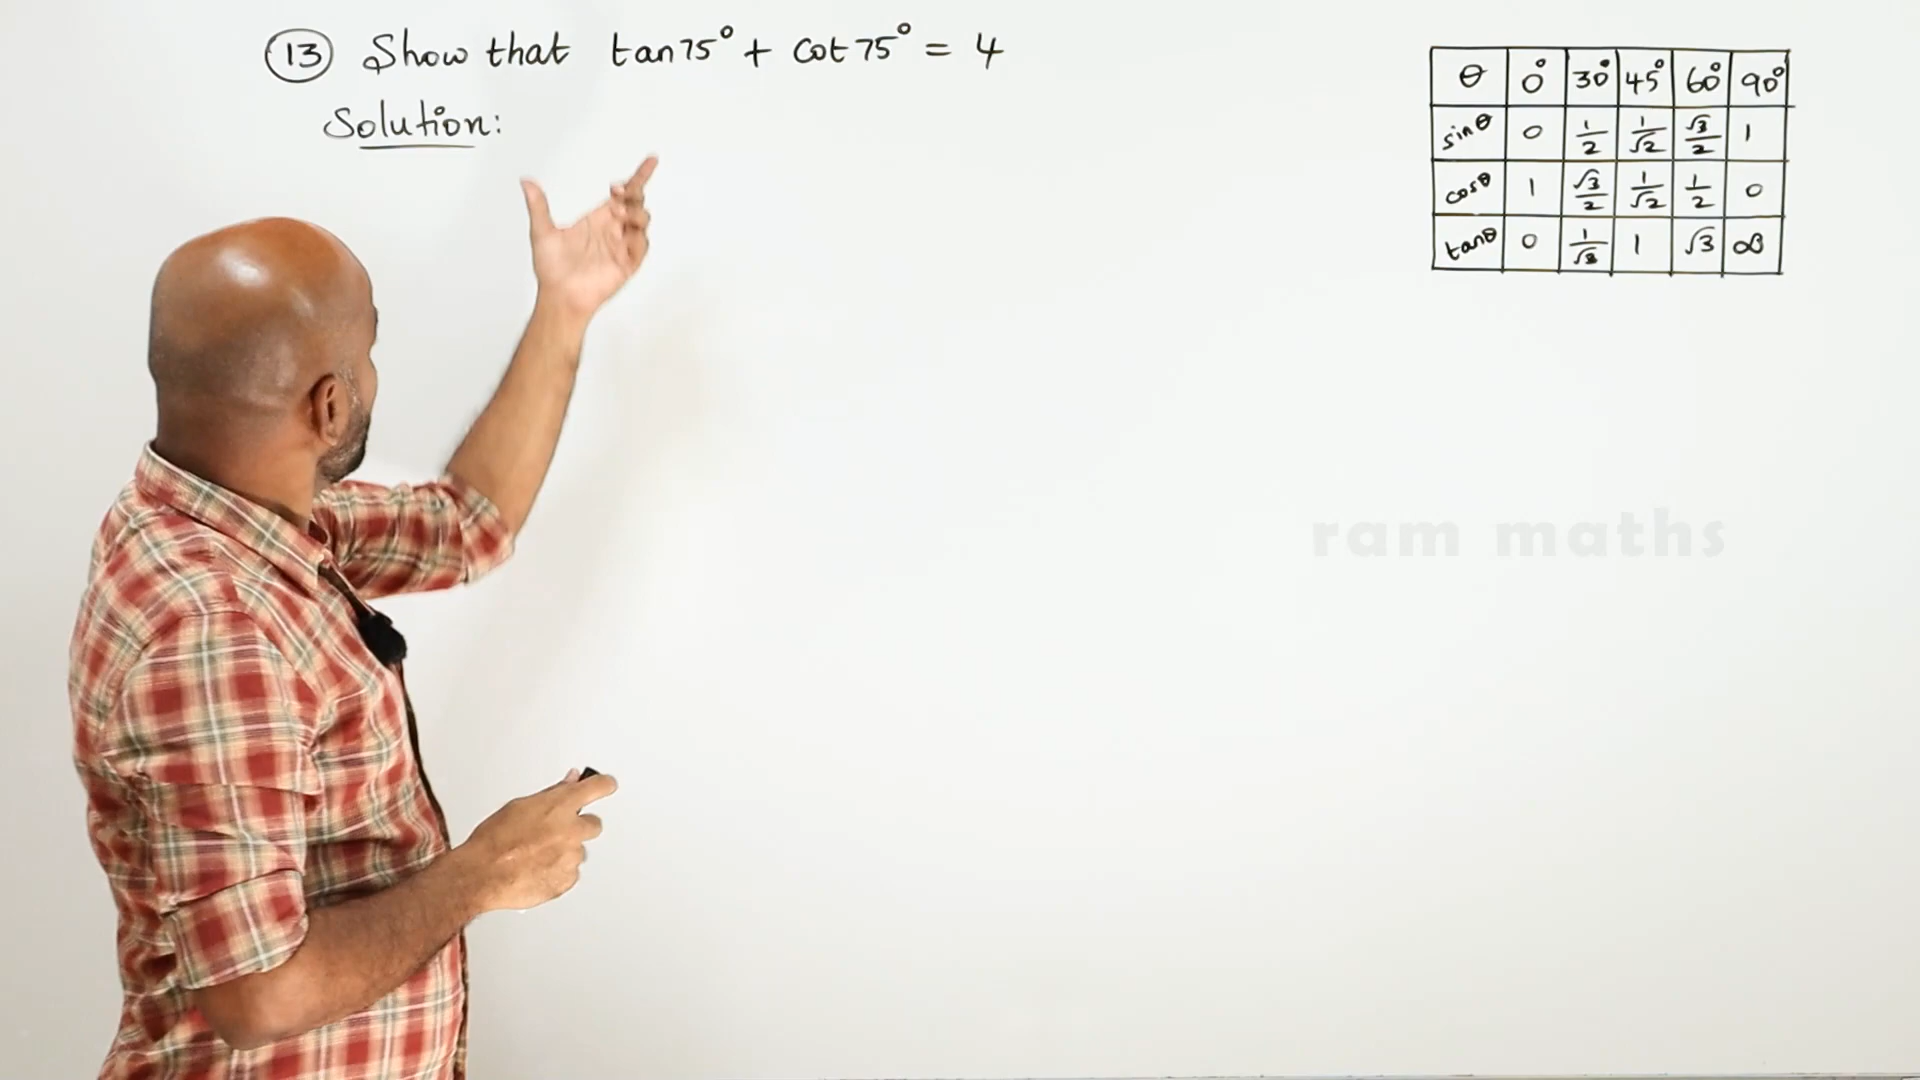 13 Show that tan75° + cot75° = 4
Solution:
θ 0° 30° 45° 60° 90°
sinθ 0 1/2 1/√2 √3/2 1
cosθ 1 √3/2 1/√2 1/2 0
tanθ 0 1/√3 1 √3 ∞
ram maths